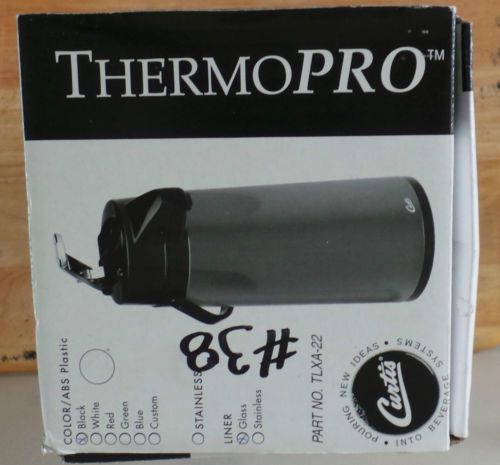 THERMOPRO™
Curtis
#38
COLOR/ABS Plastic
Black
White
Red
Green
Blue
Custom
STAINLESS
LINER
Glass
Stainless
PART NO. TLXA-22
POURING NEW IDEAS • INTO BEVERAGE SYSTEMS •
Curtis®